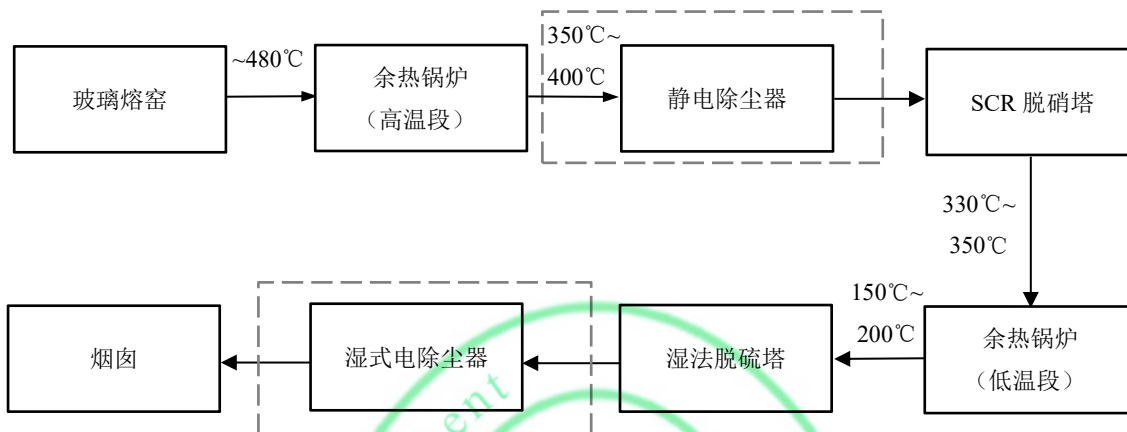 玻璃熔窑
~480℃
余热锅炉
（高温段）
350℃~
400℃
静电除尘器
SCR 脱硝塔
330℃~
350℃
余热锅炉
（低温段）
150℃~
200℃
湿法脱硫塔
湿式电除尘器
烟囱
ent